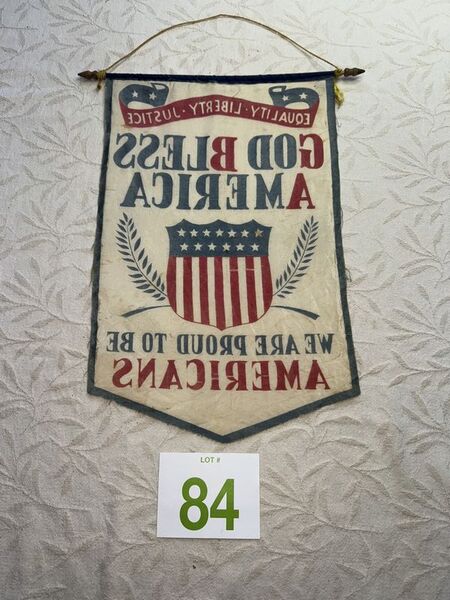 EQUALITY · LIBERTY · JUSTICE
GOD BLESS
AMERICA
WE ARE PROUD TO BE
AMERICANS
LOT #
84